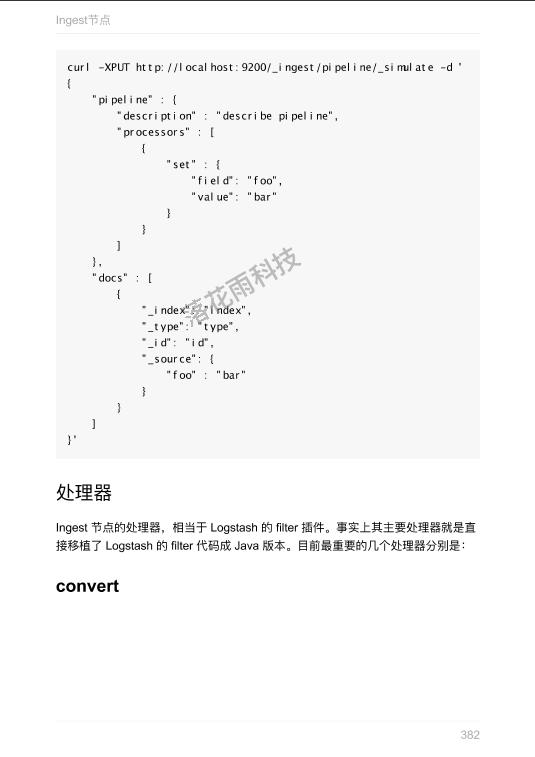 Ingest节点
curl -XPUT http://localhost:9200/_ingest/pipeline/_simulate -d '
{
    "pipeline" : {
        "description" : "describe pipeline",
        "processors" : [
            {
                "set" : {
                    "field": "foo",
                    "value": "bar"
                }
            }
        ]
    },
    "docs" : [
        {
            "_index": "index",
            "_type": "type",
            "_id": "id",
            "_source": {
                "foo" : "bar"
            }
        }
    ]
}'
落花雨科技
处理器
Ingest 节点的处理器，相当于 Logstash 的 filter 插件。事实上其主要处理器就是直
接移植了 Logstash 的 filter 代码成 Java 版本。目前最重要的几个处理器分别是：
convert
382